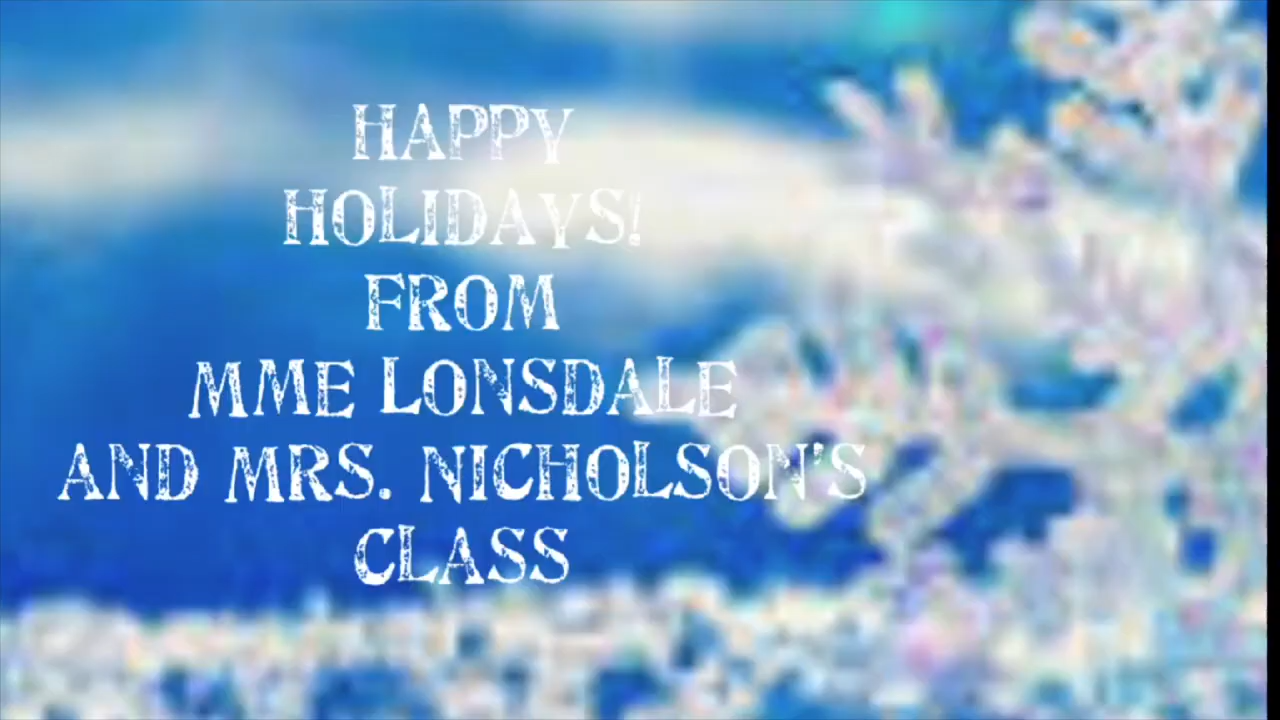 HAPPY
HOLIDAYS!
FROM
MME LONSDALE
AND MRS. NICHOLSON'S
CLASS